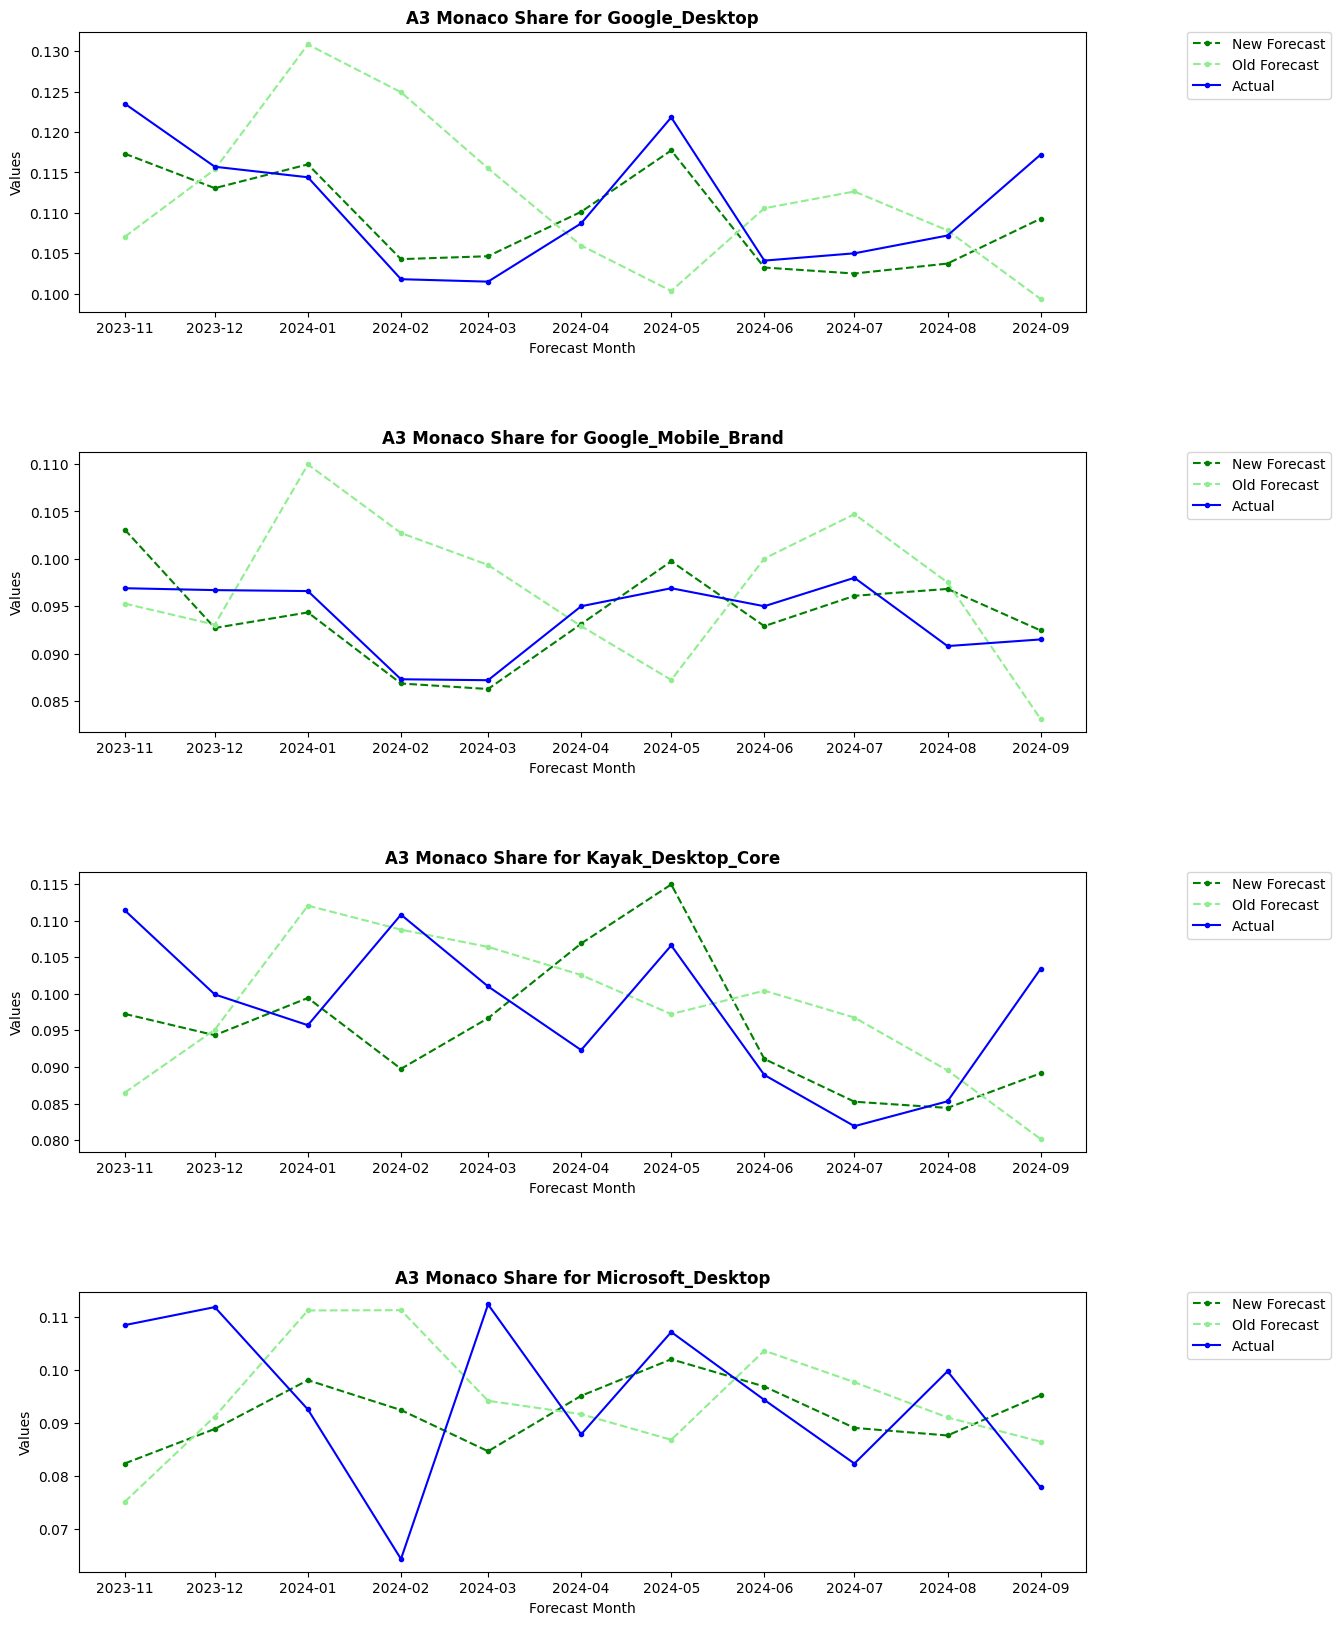 A3 Monaco Share for Google_Desktop
0.130
0.125
0.120
0.115
0.110
0.105
0.100
Values
2023-11 2023-12 2024-01 2024-02 2024-03 2024-04 2024-05 2024-06 2024-07 2024-08 2024-09
Forecast Month
New Forecast
Old Forecast
Actual
A3 Monaco Share for Google_Mobile_Brand
0.110
0.105
0.100
0.095
0.090
0.085
Values
2023-11 2023-12 2024-01 2024-02 2024-03 2024-04 2024-05 2024-06 2024-07 2024-08 2024-09
Forecast Month
New Forecast
Old Forecast
Actual
A3 Monaco Share for Kayak_Desktop_Core
0.115
0.110
0.105
0.100
0.095
0.090
0.085
0.080
Values
2023-11 2023-12 2024-01 2024-02 2024-03 2024-04 2024-05 2024-06 2024-07 2024-08 2024-09
Forecast Month
New Forecast
Old Forecast
Actual
A3 Monaco Share for Microsoft_Desktop
0.11
0.10
0.09
0.08
0.07
Values
2023-11 2023-12 2024-01 2024-02 2024-03 2024-04 2024-05 2024-06 2024-07 2024-08 2024-09
Forecast Month
New Forecast
Old Forecast
Actual